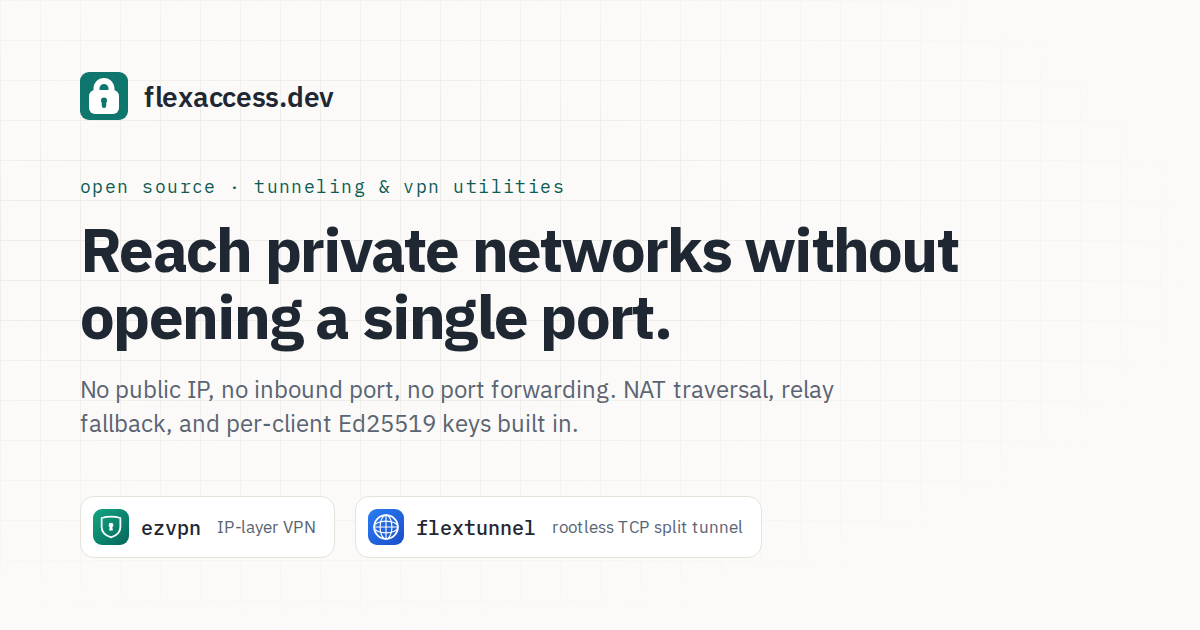 flexaccess.dev
open source · tunneling & vpn utilities
Reach private networks without
opening a single port.
No public IP, no inbound port, no port forwarding. NAT traversal, relay
fallback, and per-client Ed25519 keys built in.
ezvpn IP-layer VPN
flextunnel rootless TCP split tunnel